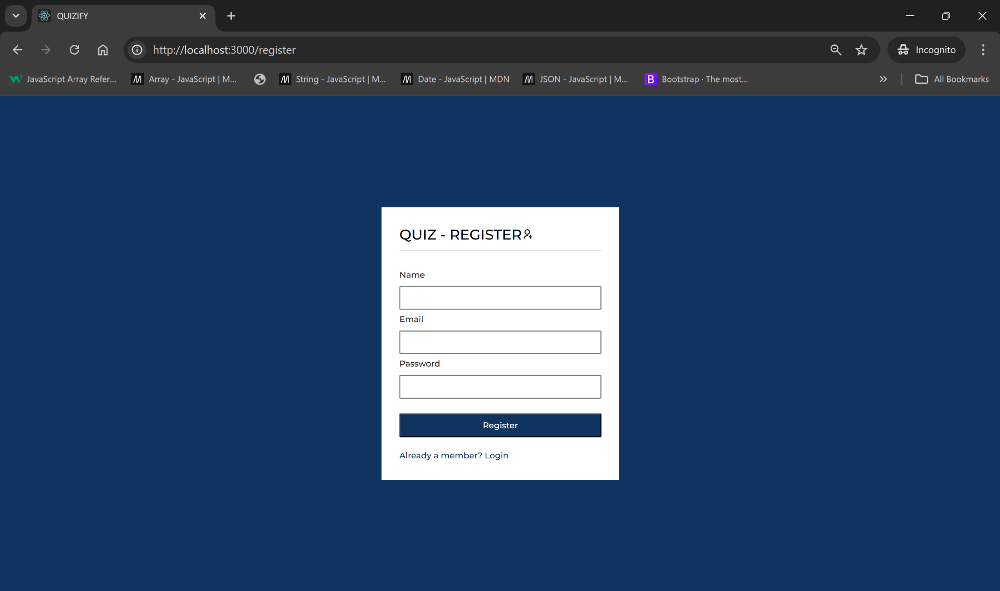 QUIZIFY
http://localhost:3000/register
Incognito
JavaScript Array Refer...
Array - JavaScript | M...
String - JavaScript | M...
Date - JavaScript | MDN
JSON - JavaScript | M...
B
Bootstrap · The most...
All Bookmarks
QUIZ - REGISTER
Name
Email
Password
Register
Already a member? Login